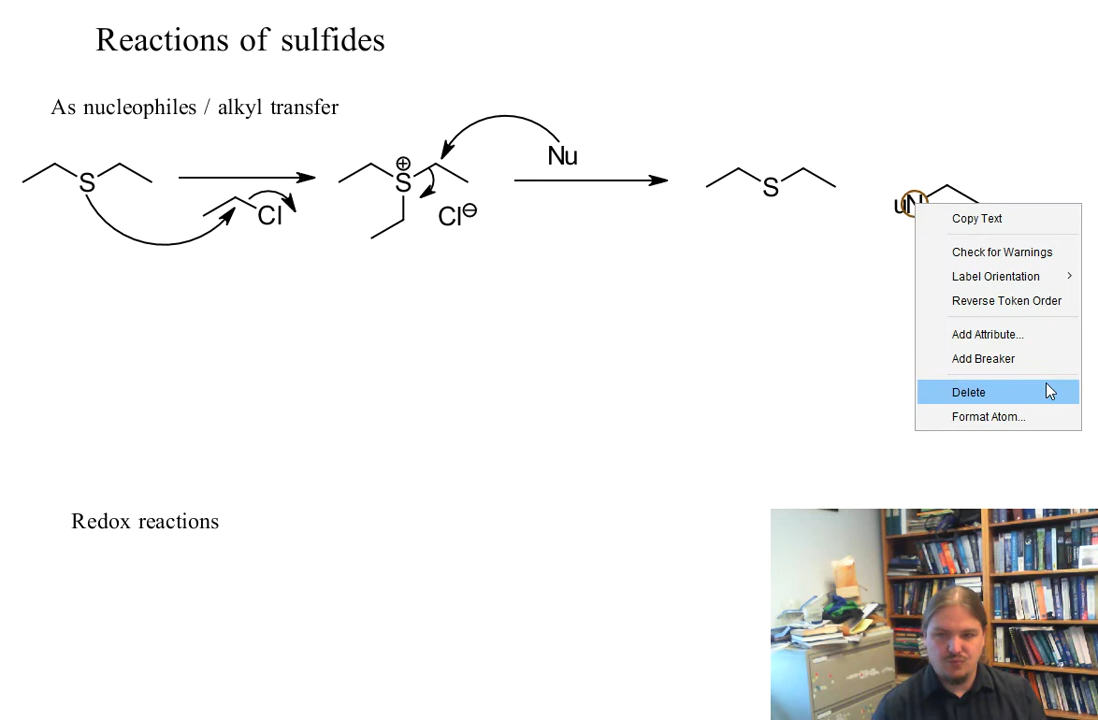 Reactions of sulfides
As nucleophiles / alkyl transfer
S
Cl
S⊕
Cl⊖
Nu
S
uN
Copy Text
Check for Warnings
Label Orientation
Reverse Token Order
Add Attribute...
Add Breaker
Delete
Format Atom...
Redox reactions